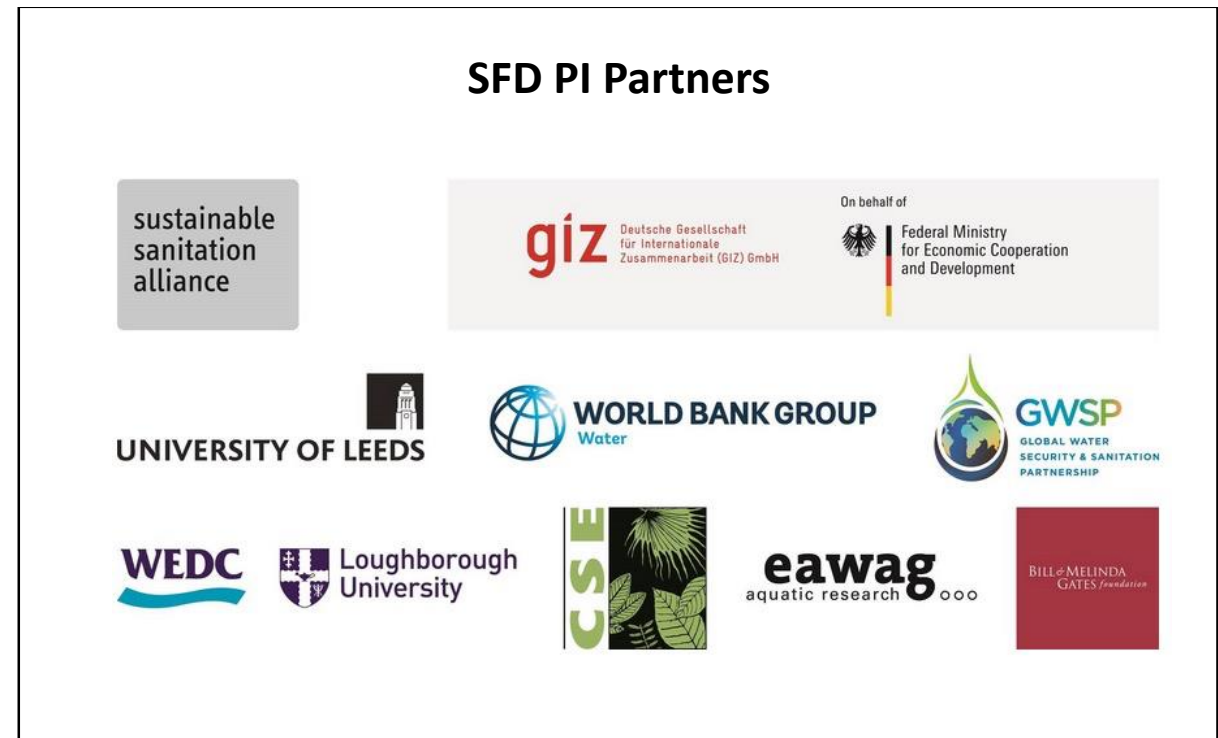 SFD PI Partners
sustainable
sanitation
alliance
giz
Deutsche Gesellschaft
für Internationale
Zusammenarbeit (GIZ) GmbH
On behalf of
Federal Ministry
for Economic Cooperation
and Development
UNIVERSITY OF LEEDS
WORLD BANK GROUP
Water
GWSP
GLOBAL WATER
SECURITY & SANITATION
PARTNERSHIP
WEDC
Loughborough
University
CSE
eawag
aquatic research
BILL & MELINDA
GATES foundation